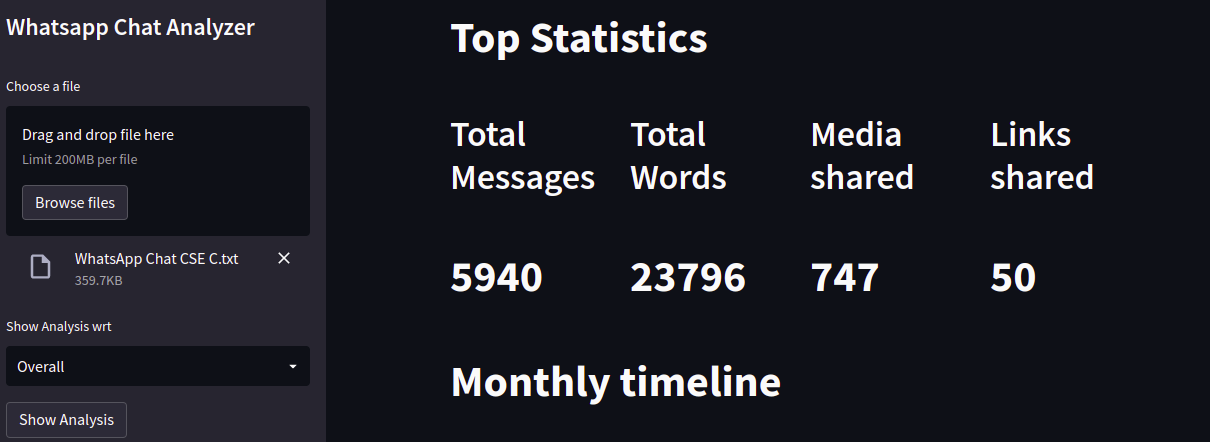 Whatsapp Chat Analyzer
Choose a file
Drag and drop file here
Limit 200MB per file
Browse files
WhatsApp Chat CSE C.txt
359.7KB
Show Analysis wrt
Overall
Show Analysis
Top Statistics
Total Messages
Total Words
Media shared
Links shared
5940
23796
747
50
Monthly timeline